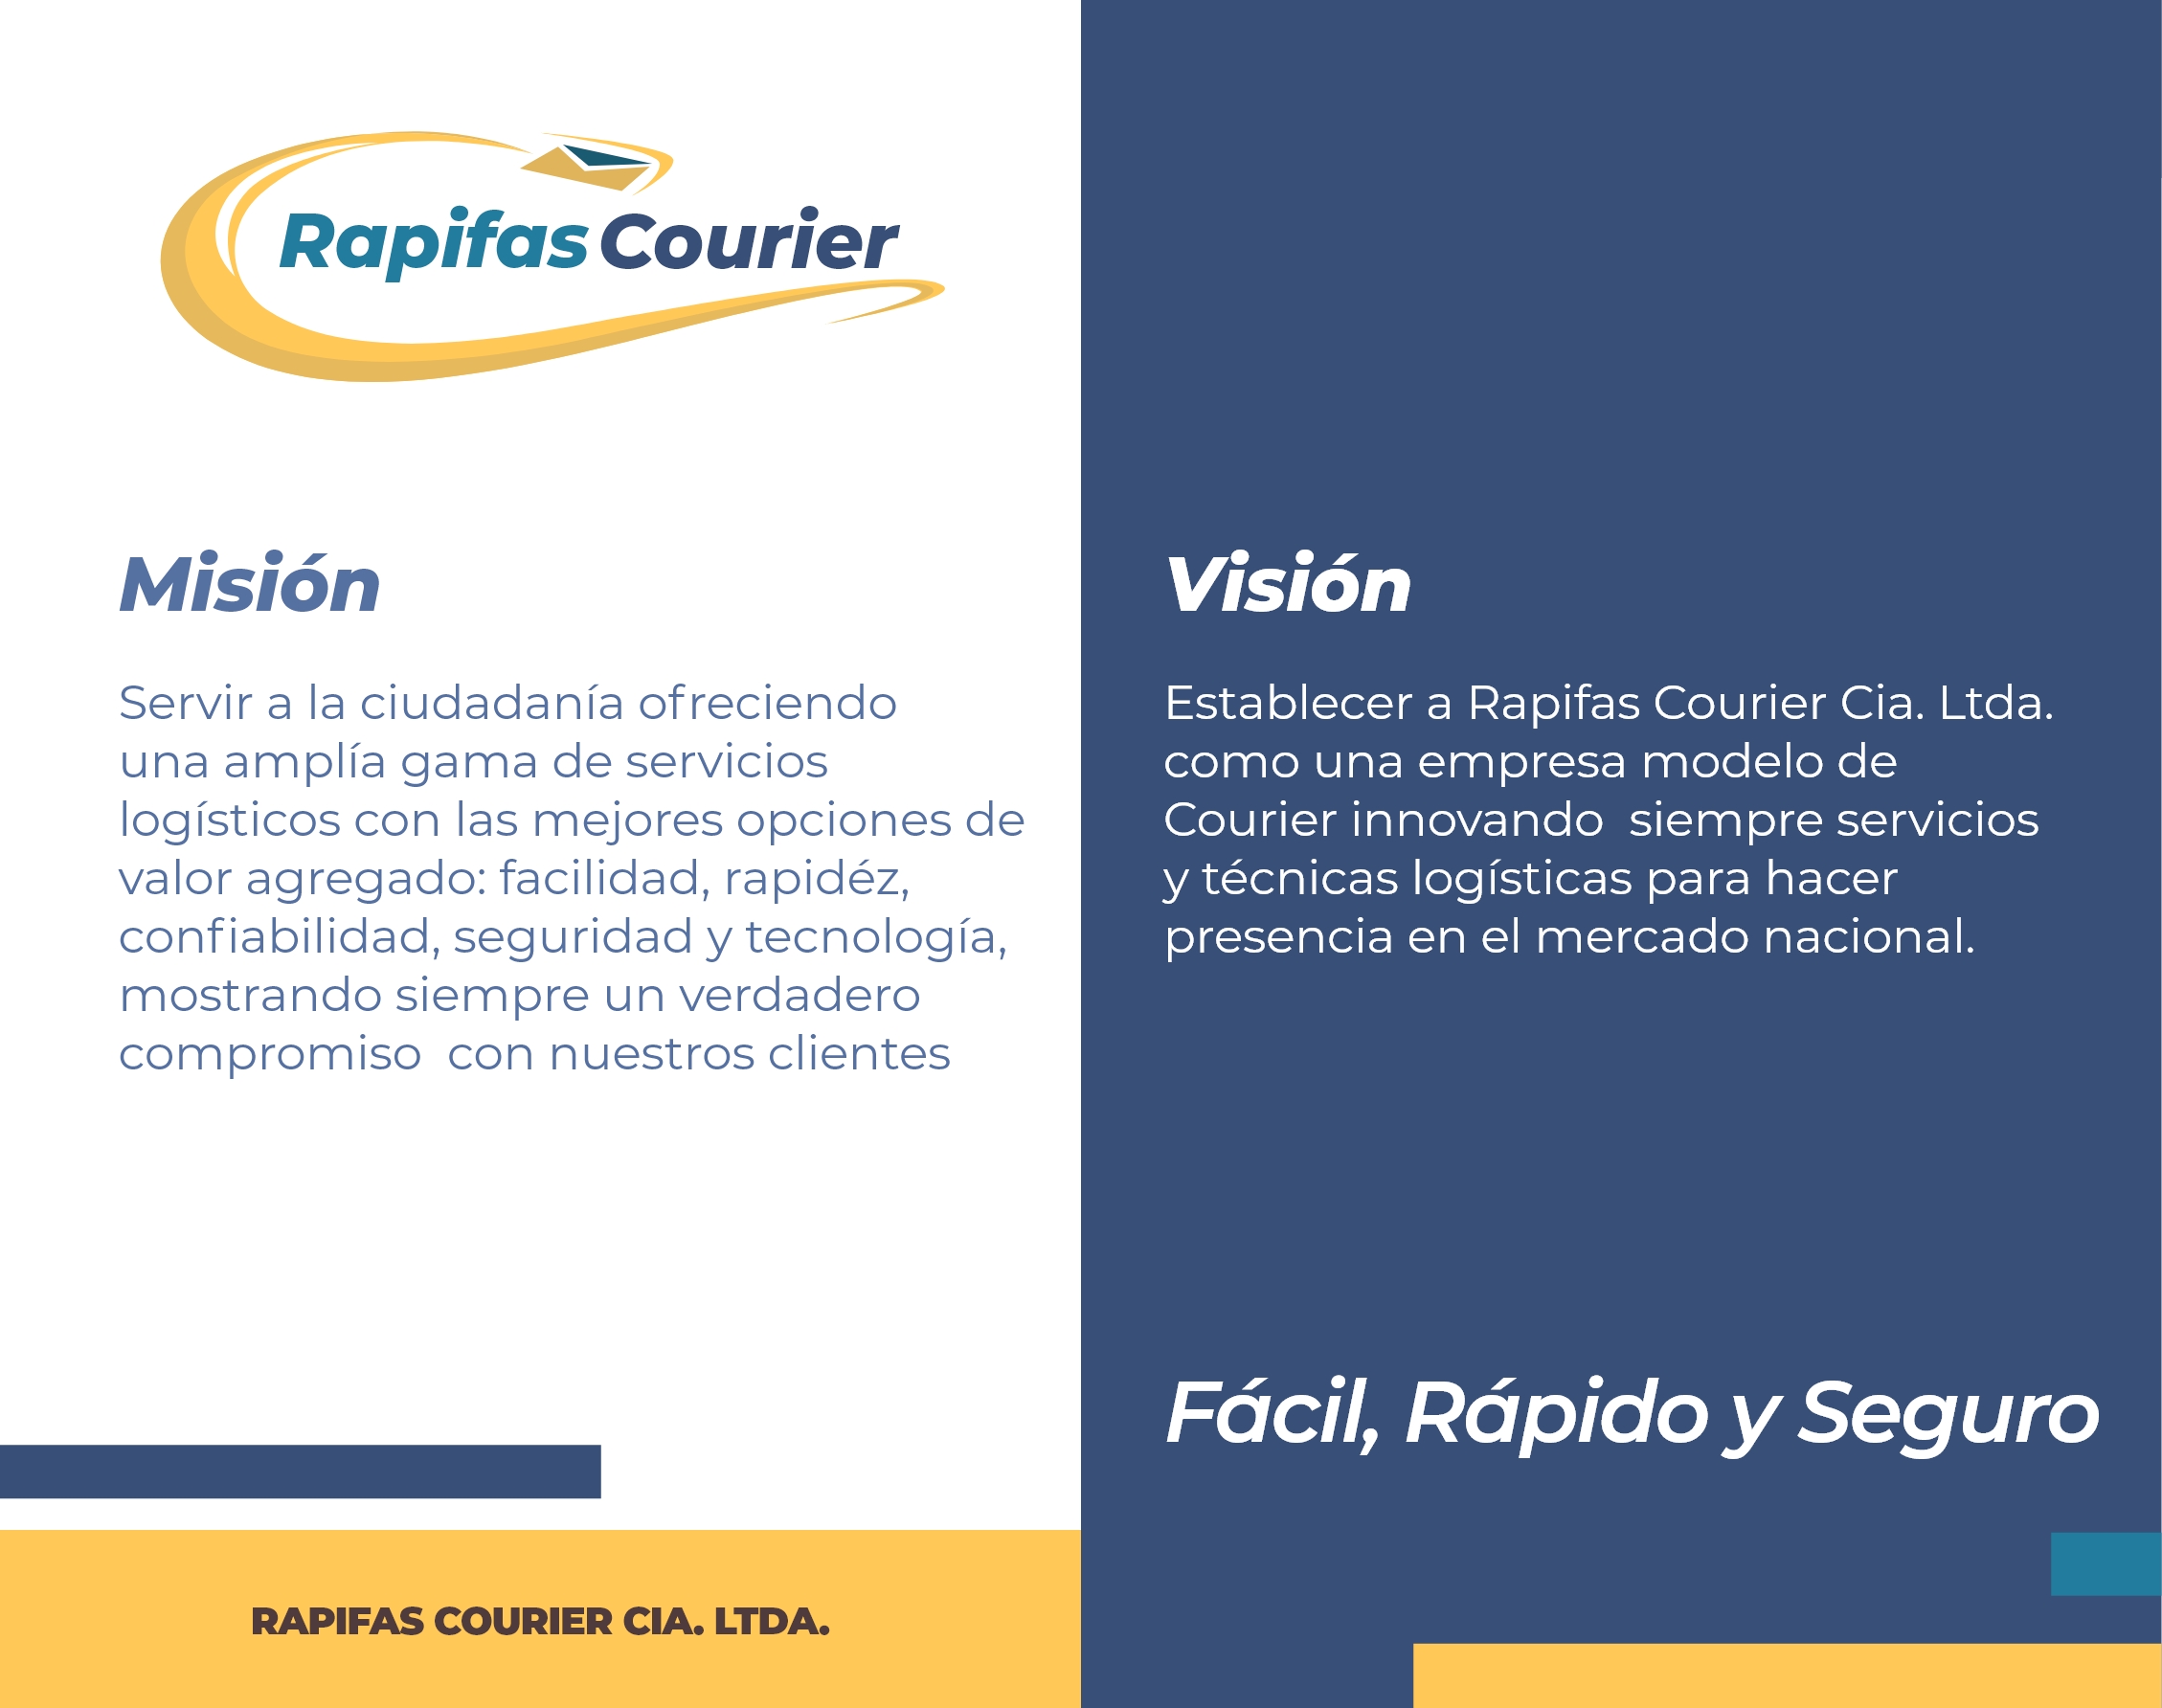 Rapifas Courier
Misión
Servir a la ciudadanía ofreciendo
una amplía gama de servicios
logísticos con las mejores opciones de
valor agregado: facilidad, rapidéz,
confiabilidad, seguridad y tecnología,
mostrando siempre un verdadero
compromiso  con nuestros clientes
RAPIFAS COURIER CIA. LTDA.
Visión
Establecer a Rapifas Courier Cia. Ltda.
como una empresa modelo de
Courier innovando  siempre servicios
y técnicas logísticas para hacer
presencia en el mercado nacional.
Fácil, Rápido y Seguro